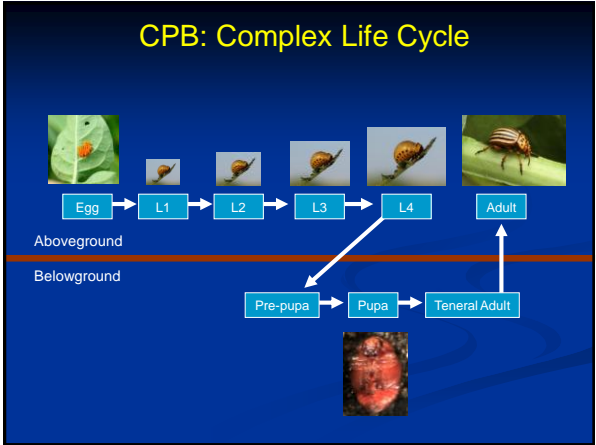 CPB: Complex Life Cycle
Egg
L1
L2
L3
L4
Adult
Aboveground
Belowground
Pre-pupa
Pupa
Teneral Adult